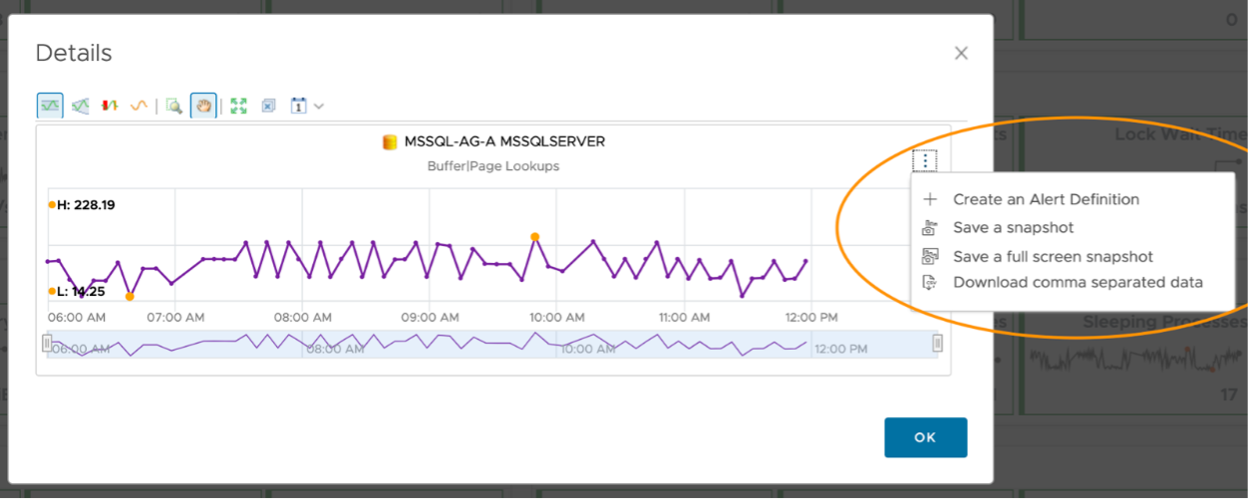 0
Details
1
MSSQL-AG-A MSSQLSERVER
Buffer|Page Lookups
Lock Wait Time
H: 228.19
Create an Alert Definition
Save a snapshot
Save a full screen snapshot
Download comma separated data
L: 14.25
06:00 AM 07:00 AM 08:00 AM 09:00 AM 10:00 AM 11:00 AM 12:00 PM
Sleeping Processes
06:00 AM 08:00 AM 10:00 AM 12:00 PM
17
OK